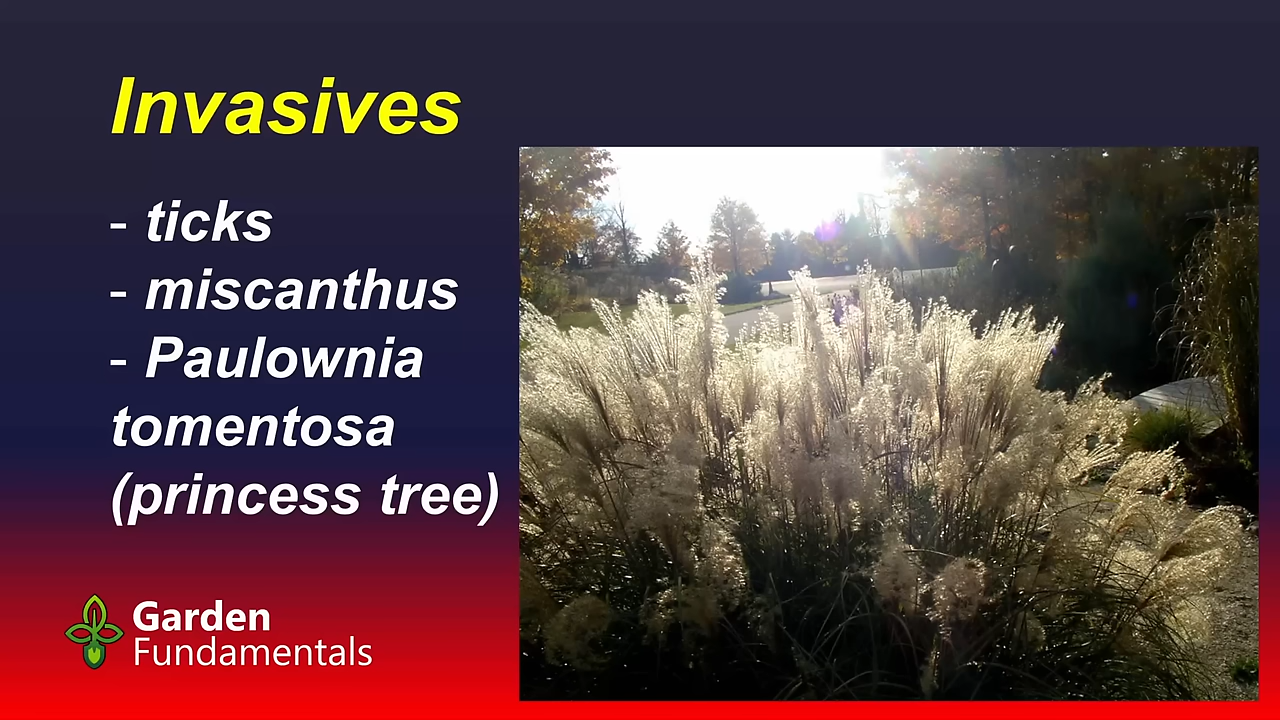 Invasives
- ticks
- miscanthus
- Paulownia
tomentosa
(princess tree)
Garden
Fundamentals